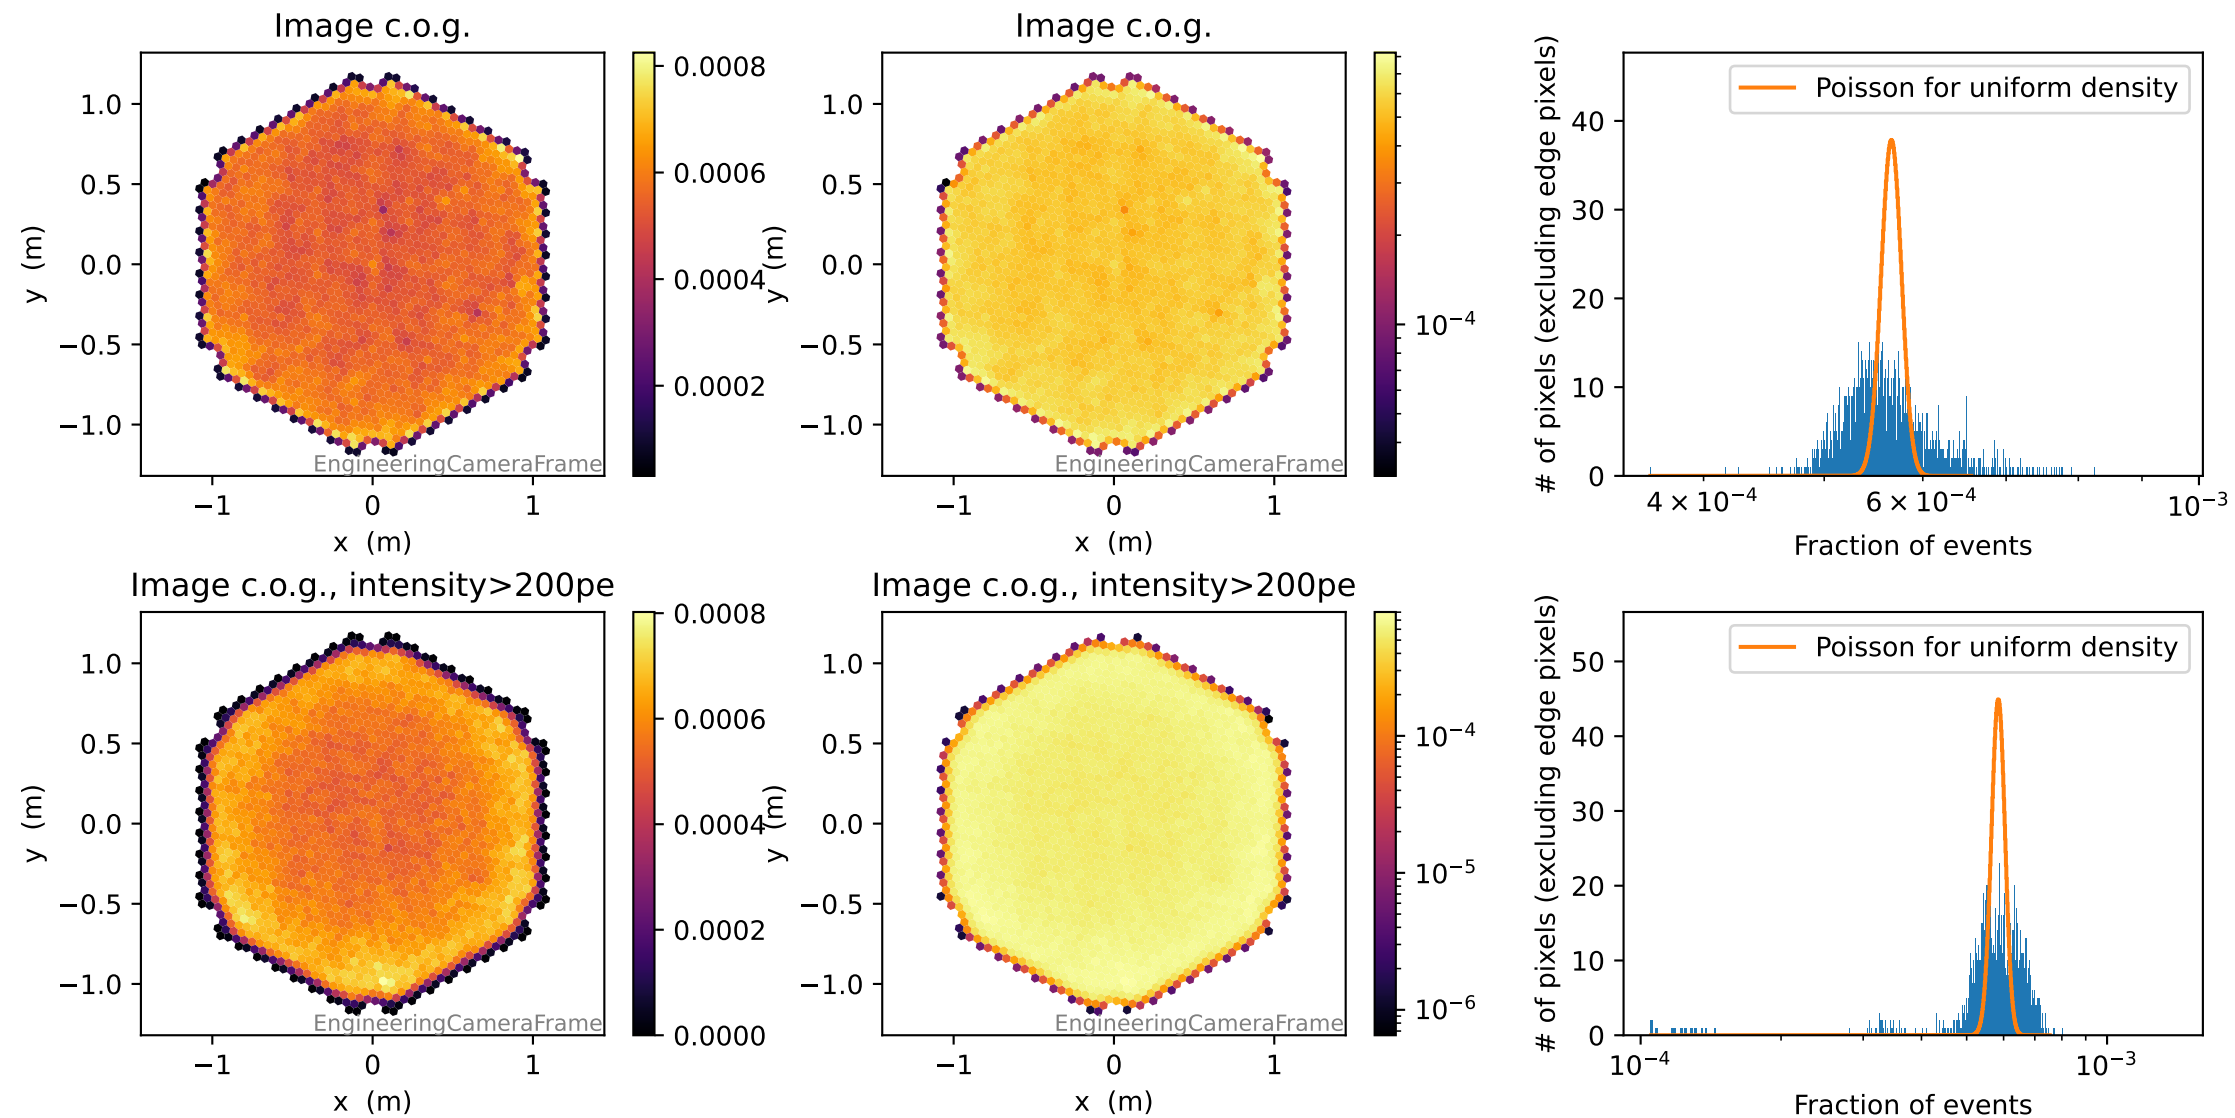 Image c.o.g.
1.0
0.5
0.0
−0.5
−1.0
y (m)
−1 0 1
x (m)
EngineeringCameraFrame
0.0008
0.0006
0.0004
0.0002
Image c.o.g.
1.0
0.5
0.0
−0.5
−1.0
y (m)
−1 0 1
x (m)
EngineeringCameraFrame
10⁻⁴
# of pixels (excluding edge pixels)
40
30
20
10
0
Poisson for uniform density
4 × 10⁻⁴ 6 × 10⁻⁴ 10⁻³
Fraction of events
Image c.o.g., intensity>200pe
1.0
0.5
0.0
−0.5
−1.0
y (m)
−1 0 1
x (m)
EngineeringCameraFrame
0.0008
0.0006
0.0004
0.0002
0.0000
Image c.o.g., intensity>200pe
1.0
0.5
0.0
−0.5
−1.0
y (m)
−1 0 1
x (m)
EngineeringCameraFrame
10⁻⁴
10⁻⁵
10⁻⁶
# of pixels (excluding edge pixels)
50
40
30
20
10
0
Poisson for uniform density
10⁻⁴ 10⁻³
Fraction of events